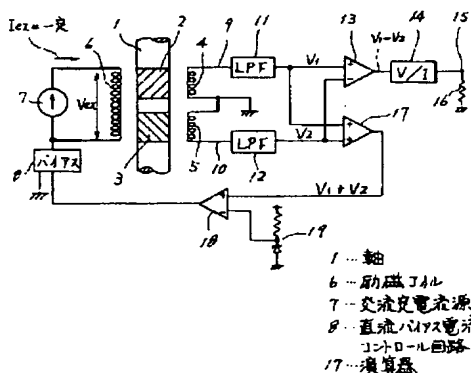 Iex=一定
1
2
9
11
13
14
15
6
4
LPF
V1
V1-V2
V/I
7
Vex
16
17
5
LPF
V2
8
バイアス
3
10
12
V1+V2
18
19
1…軸
6…励磁コイル
7…交流定電流源
8…直流バイアス電流
コントロール回路
17…演算器